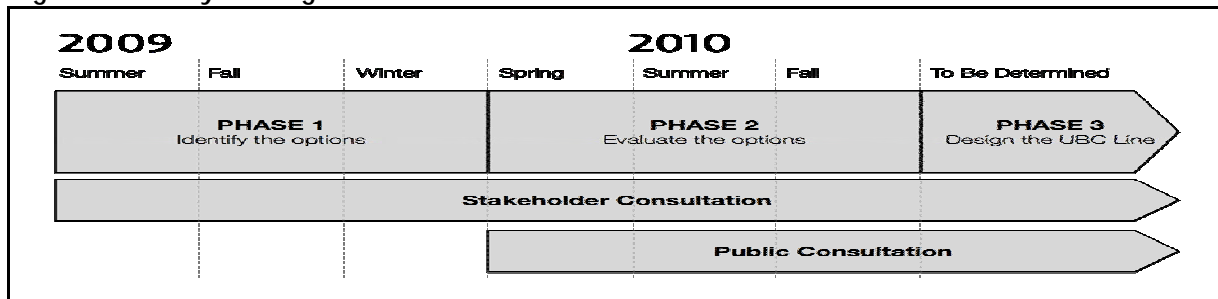 2009 2010
Summer Fall Winter Spring Summer Fall To Be Determined
PHASE 1 PHASE 2 PHASE 3
Identify the options Evaluate the options Design the UBC Line
Stakeholder Consultation
Public Consultation